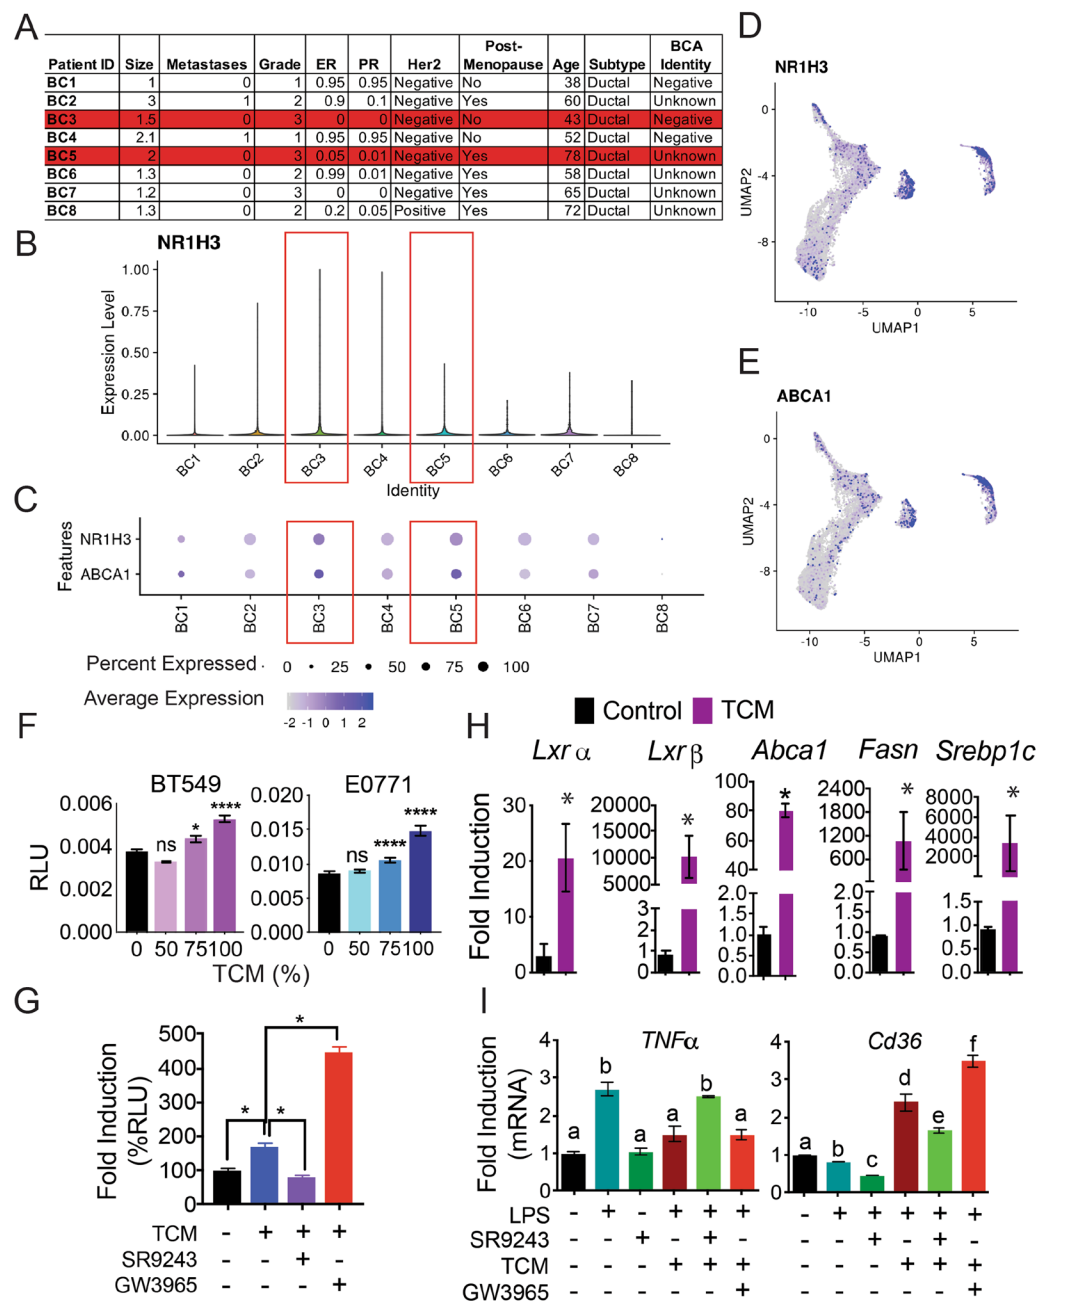 A
Patient ID Size Metastases Grade ER PR Her2 Post-Menopause Age Subtype BCA Identity
BC1 1 0 1 0.95 0.95 Negative No 38 Ductal Negative
BC2 3 1 2 0.9 0.1 Negative Yes 60 Ductal Unknown
BC3 1.5 0 3 0 0 Negative No 43 Ductal Negative
BC4 2.1 1 1 0.95 0.95 Negative No 52 Ductal Negative
BC5 2 0 3 0.05 0.01 Negative Yes 78 Ductal Unknown
BC6 1.3 0 2 0.99 0.01 Negative Yes 58 Ductal Unknown
BC7 1.2 0 3 0 0 Negative Yes 65 Ductal Unknown
BC8 1.3 0 2 0.2 0.05 Positive Yes 72 Ductal Unknown
B
NR1H3
Expression Level
1.00
0.75
0.50
0.25
0.00
BC1 BC2 BC3 BC4 BC5 BC6 BC7 BC8
Identity
C
Features
NR1H3
ABCA1
BC1 BC2 BC3 BC4 BC5 BC6 BC7 BC8
Percent Expressed 0 25 50 75 100
Average Expression
-2 -1 0 1 2
D
NR1H3
UMAP2
0
-4
-8
-10 -5 0 5
UMAP1
E
ABCA1
UMAP2
0
-4
-8
-10 -5 0 5
UMAP1
F
BT549
RLU
0.006
0.004
0.002
0.000
ns * ****
0 50 75 100
E0771
0.020
0.015
0.010
0.005
0.000
ns **** ****
0 50 75 100
TCM (%)
G
Fold Induction
(%RLU)
500
400
300
200
100
0
* * *
TCM - + + +
SR9243 - - + -
GW3965 - - - +
Control TCM
H
Fold Induction
Lxr α
30
20
10
0
*
Lxr β
20000
15000
10000
5000
3
2
1
0
*
Abca1
100
80
60
40
2.0
1.5
1.0
0.5
0.0
*
Fasn
2400
1800
1200
600
2.0
1.5
1.0
0.5
0.0
*
Srebp1c
8000
6000
4000
2000
1.5
1.0
0.5
0.0
*
I
Fold Induction
(mRNA)
TNFα
4
3
2
1
0
a b a a b a
Cd36
4
3
2
1
0
a b c d e f
LPS - + - + + + - + + + + +
SR9243 - - + - + - - - + - + -
TCM - - - + + + - - - + + +
GW3965 - - - - - + - - - - - +